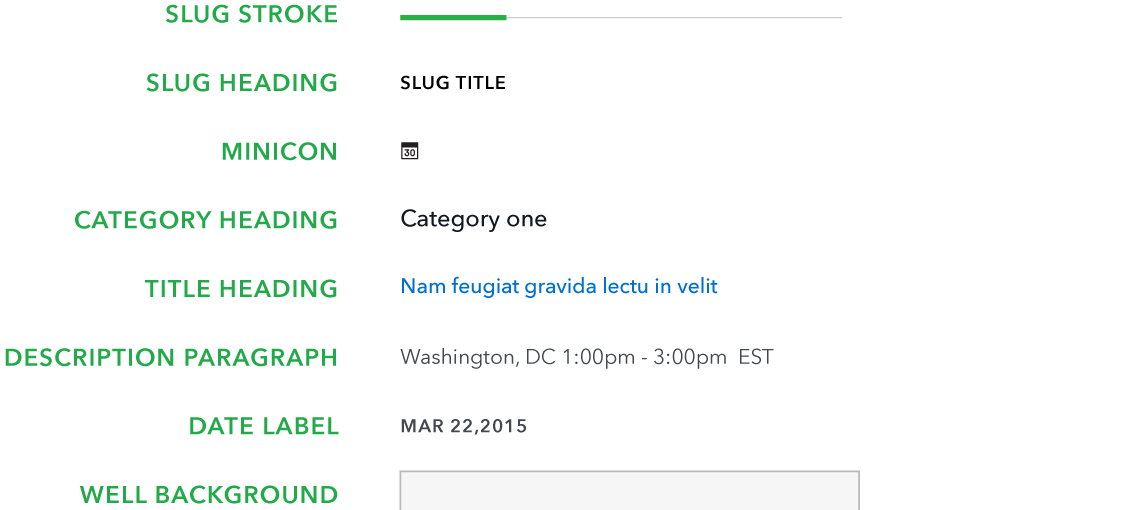 SLUG STROKE
SLUG HEADING SLUG TITLE
MINICON 30
CATEGORY HEADING Category one
TITLE HEADING Nam feugiat gravida lectu in velit
DESCRIPTION PARAGRAPH Washington, DC 1:00pm - 3:00pm  EST
DATE LABEL MAR 22,2015
WELL BACKGROUND